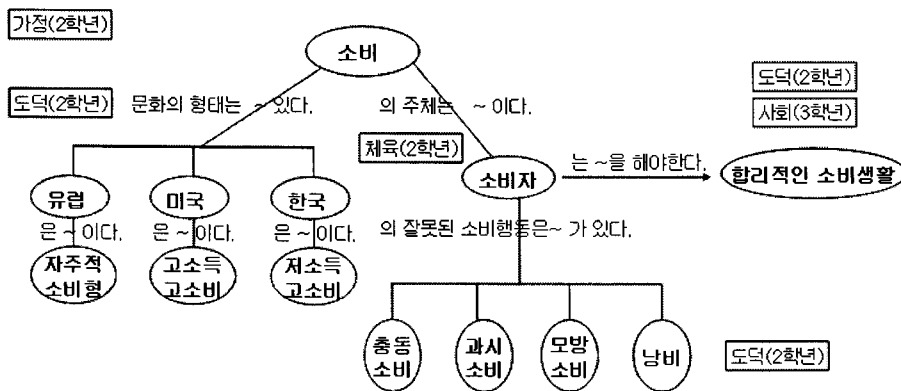 가정(2학년)
소비
도덕(2학년)
문화의 형태는 ~ 있다.
의 주체는 ~ 이다.
도덕(2학년)
사회(3학년)
체육(2학년)
유럽
미국
한국
소비자
는 ~을 해야한다.
합리적인 소비생활
은 ~ 이다.
은 ~ 이다.
은 ~ 이다.
의 잘못된 소비행동은~ 가 있다.
자주적
소비형
고소득
고소비
저소득
고소비
충동
소비
과시
소비
모방
소비
낭비
도덕(2학년)